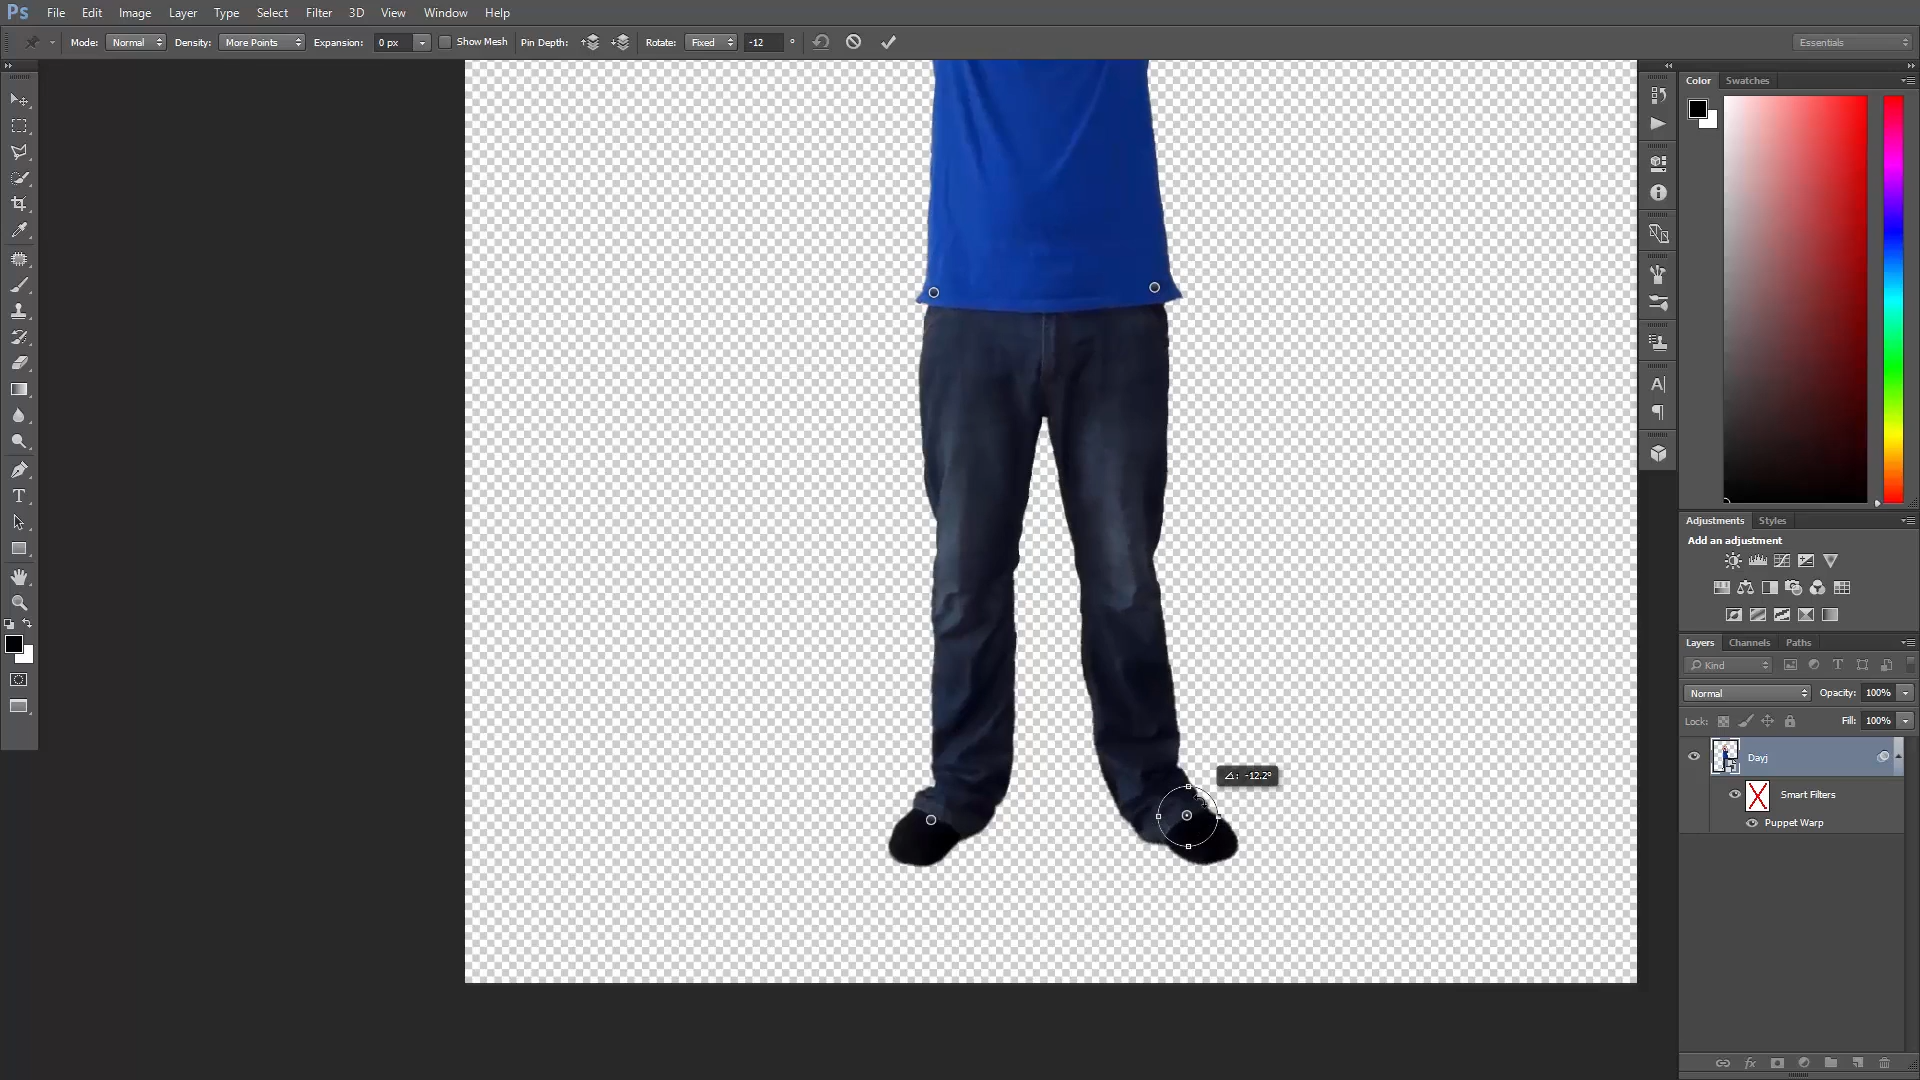 Ps File Edit Image Layer Type Select Filter 3D View Window Help
Mode: Normal Density: More Points Expansion: 0 px Show Mesh Pin Depth: Rotate: Fixed -12 ° Essentials
Color Swatches
Adjustments Styles
Add an adjustment
Layers Channels Paths
Kind
Normal Opacity: 100%
Lock: Fill: 100%
Dayj
Smart Filters
Puppet Warp
⊿: -12.2°